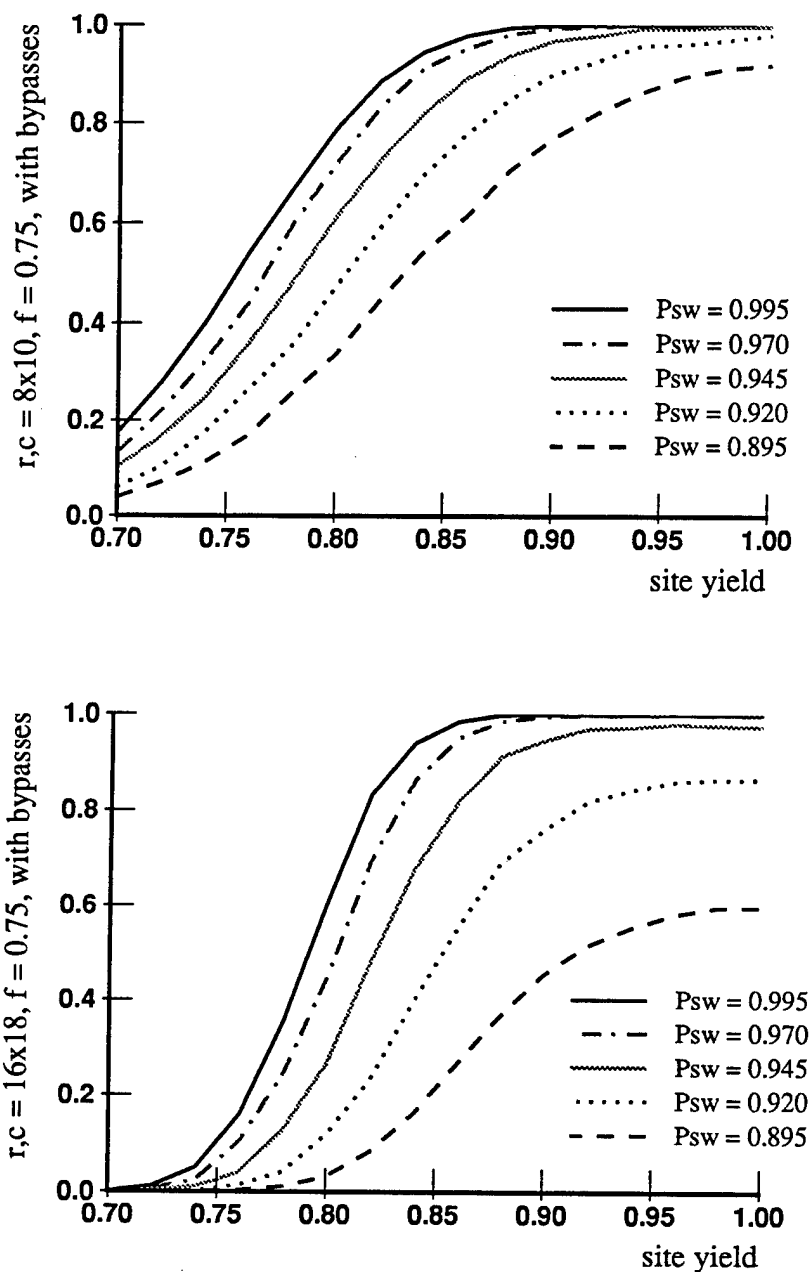 r,c = 8x10, f = 0.75, with bypasses
1.0
0.8
0.6
0.4
0.2
0.0
0.70 0.75 0.80 0.85 0.90 0.95 1.00
site yield
Psw = 0.995
Psw = 0.970
Psw = 0.945
Psw = 0.920
Psw = 0.895
r,c = 16x18, f = 0.75, with bypasses
1.0
0.8
0.6
0.4
0.2
0.0
0.70 0.75 0.80 0.85 0.90 0.95 1.00
site yield
Psw = 0.995
Psw = 0.970
Psw = 0.945
Psw = 0.920
Psw = 0.895